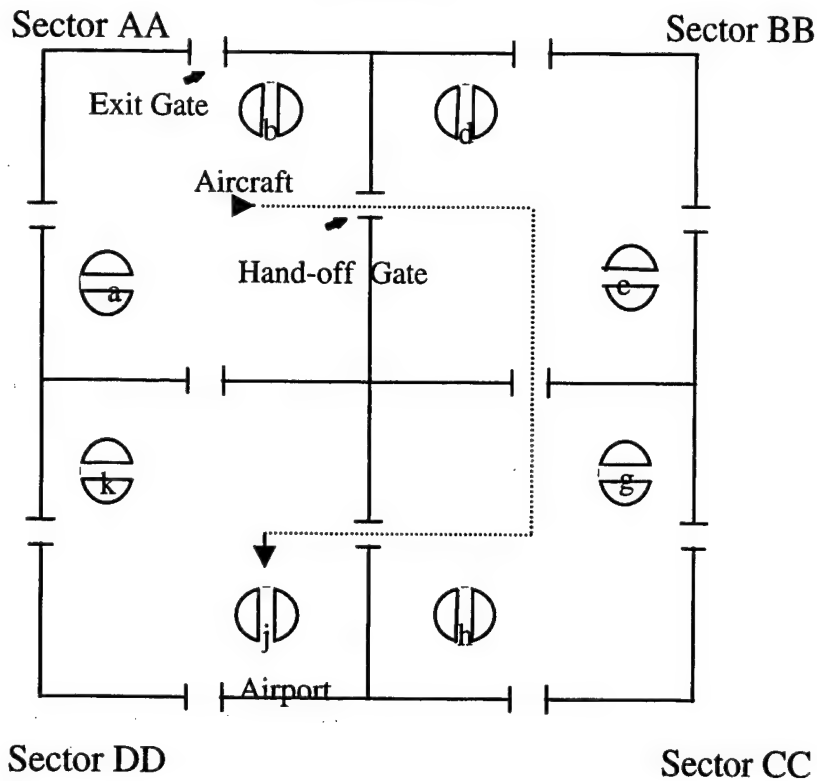 Sector AA
Sector BB
Exit Gate
b
d
Aircraft
Hand-off Gate
a
e
k
g
j
h
Airport
Sector DD
Sector CC